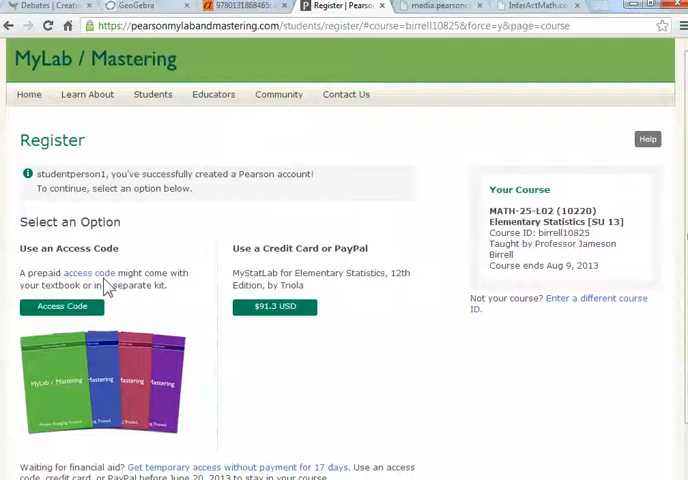 Debates | Creat
GeoGebra
9780131868465:
Register | Pearso
media.pearsonc
InterActMath.co
https://pearsonmylabandmastering.com/students/register/#course=birrell10825&force=y&page=course
MyLab / Mastering
Home Learn About Students Educators Community Contact Us
Register
Help
studentperson1, you've successfully created a Pearson account!
To continue, select an option below.
Select an Option
Use an Access Code
A prepaid access code might come with
your textbook or in separate kit.
Access Code
MyLab / Mastering
Mastering
Mastering
Mastering
Use a Credit Card or PayPal
MyStatLab for Elementary Statistics, 12th
Edition, by Triola
$91.3 USD
Your Course
MATH-25-L02 (10220)
Elementary Statistics [SU 13]
Course ID: birrell10825
Taught by Professor Jameson
Birrell
Course ends Aug 9, 2013
Not your course? Enter a different course
ID.
Waiting for financial aid? Get temporary access without payment for 17 days. Use an access
code, credit card, or PayPal before June 20, 2013 to stay in your course.